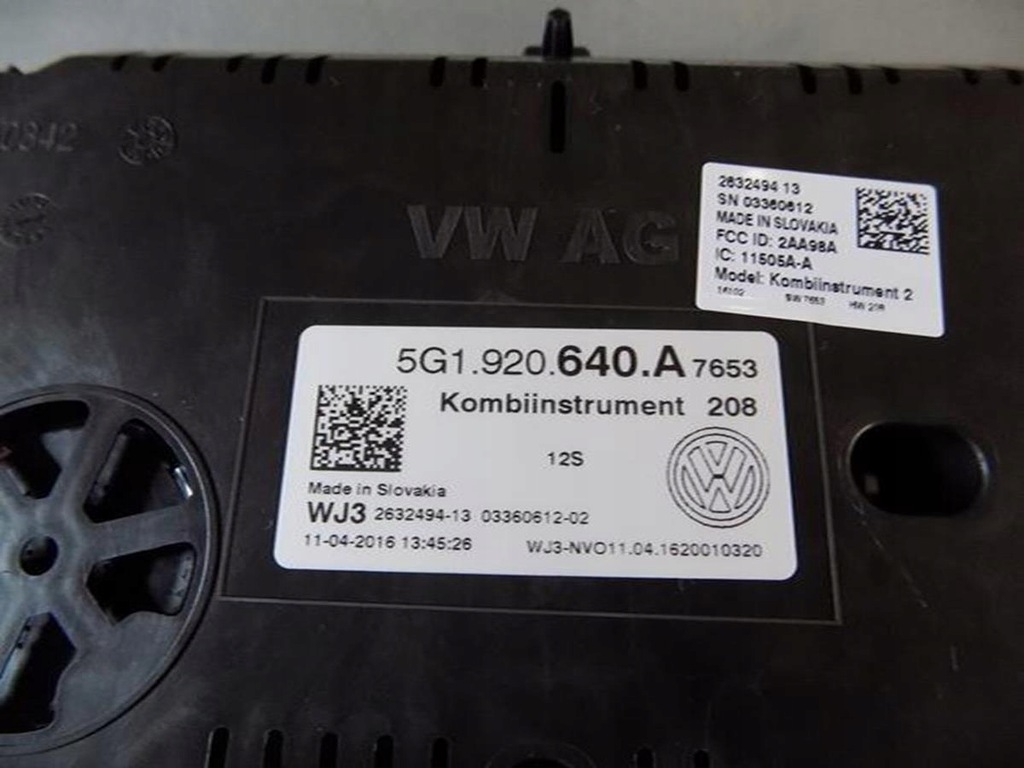 0842
VW AG
2632494 13
SN 03360612
MADE IN SLOVAKIA
FCC ID: 2AA98A
IC: 11505A-A
Model: Kombiinstrument 2
16102 SW 7653 HW 208
5G1.920.640.A 7653
Kombiinstrument 208
12S
Made in Slovakia
WJ3 2632494-13 03360612-02
11-04-2016 13:45:26 WJ3-NVO11.04.1620010320